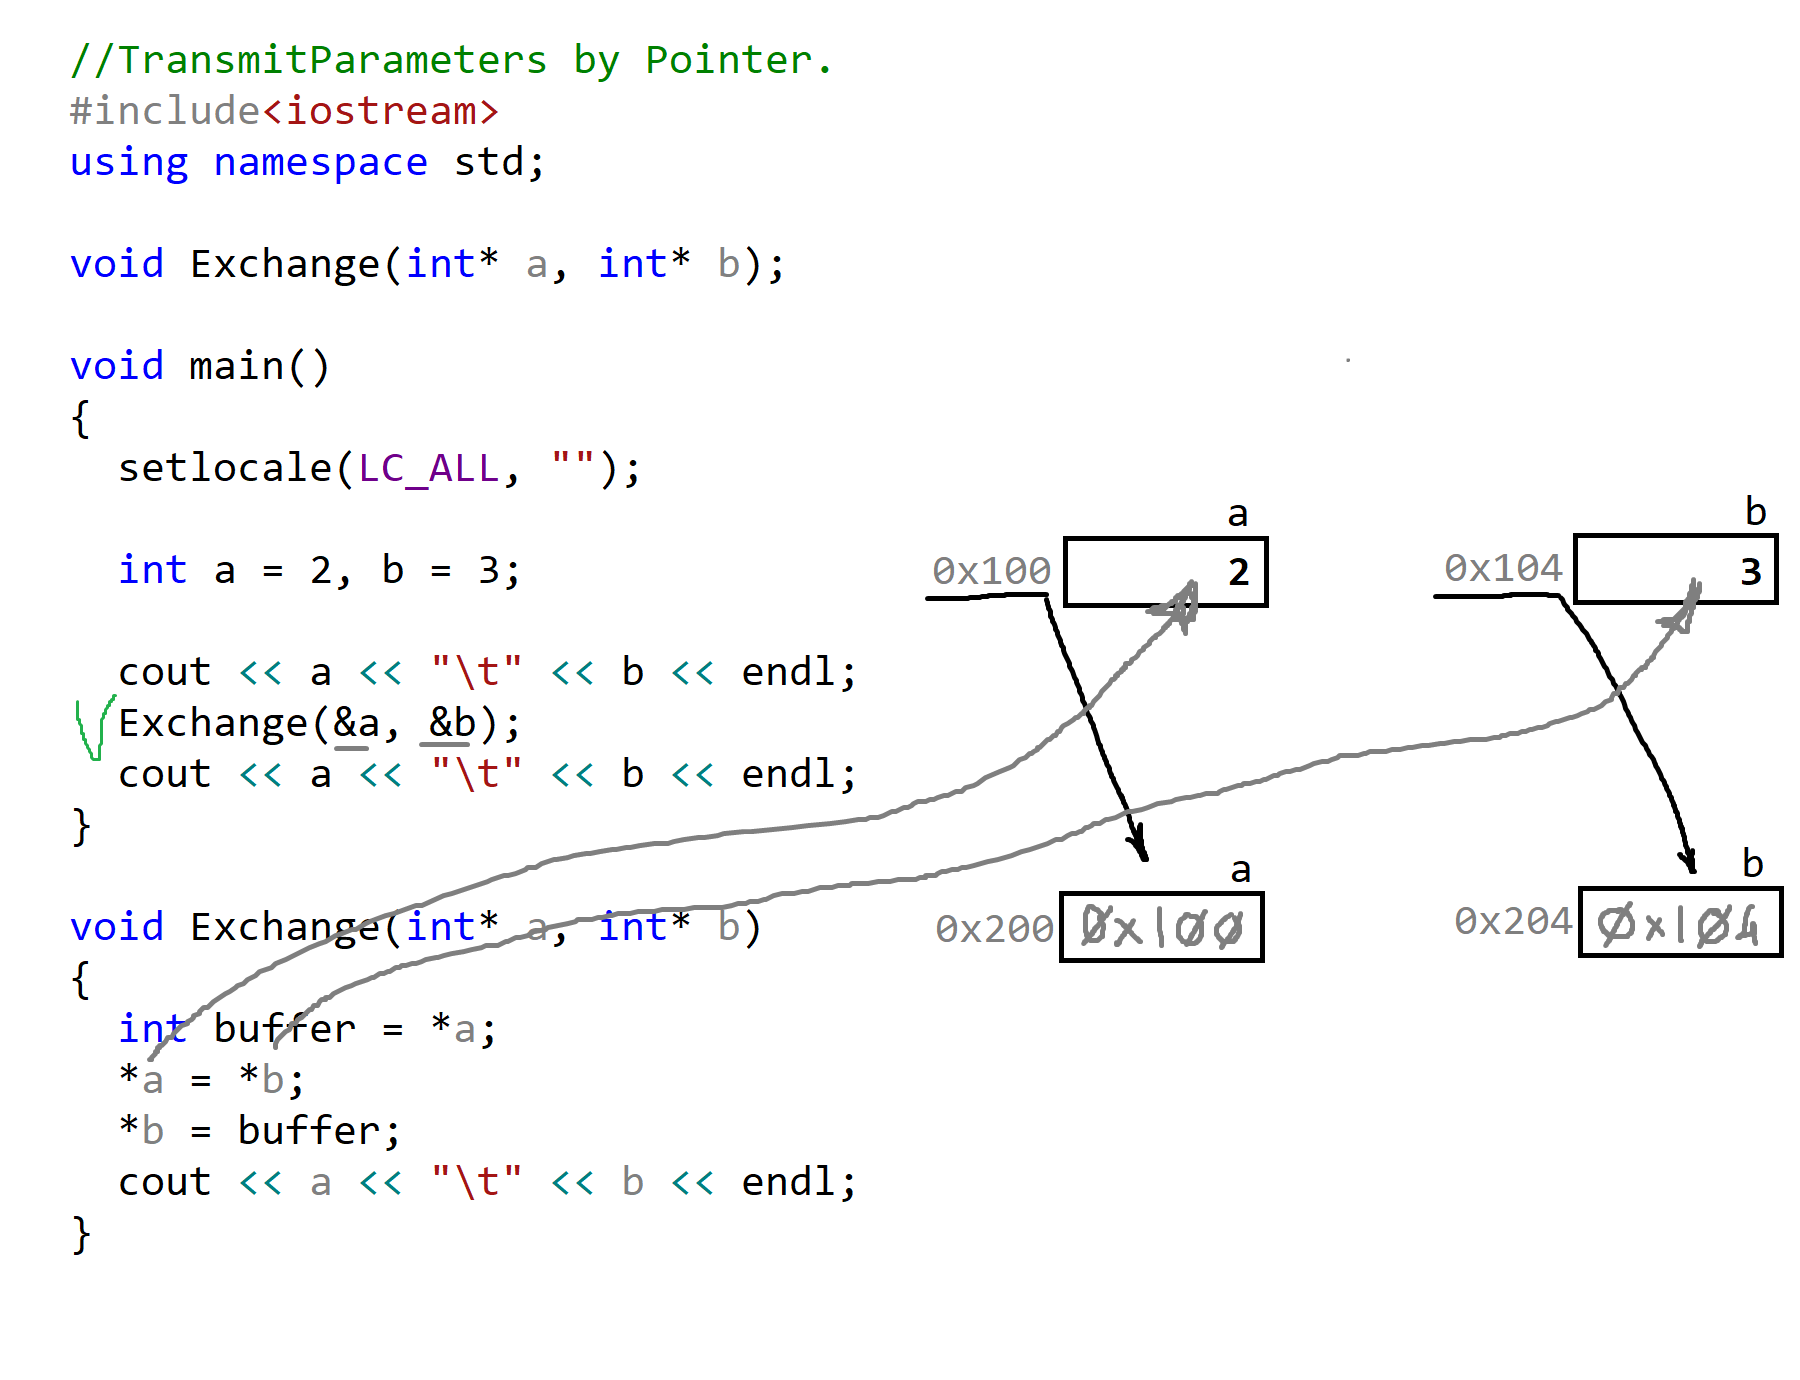 //TransmitParameters by Pointer.
#include<iostream>
using namespace std;
void Exchange(int* a, int* b);
void main()
{
setlocale(LC_ALL, "");
int a = 2, b = 3;
cout << a << "\t" << b << endl;
Exchange(&a, &b);
cout << a << "\t" << b << endl;
}
void Exchange(int* a, int* b)
{
int buffer = *a;
*a = *b;
*b = buffer;
cout << a << "\t" << b << endl;
}
a
0x100 2
b
0x104 3
a
0x200 0x100
b
0x204 0x104